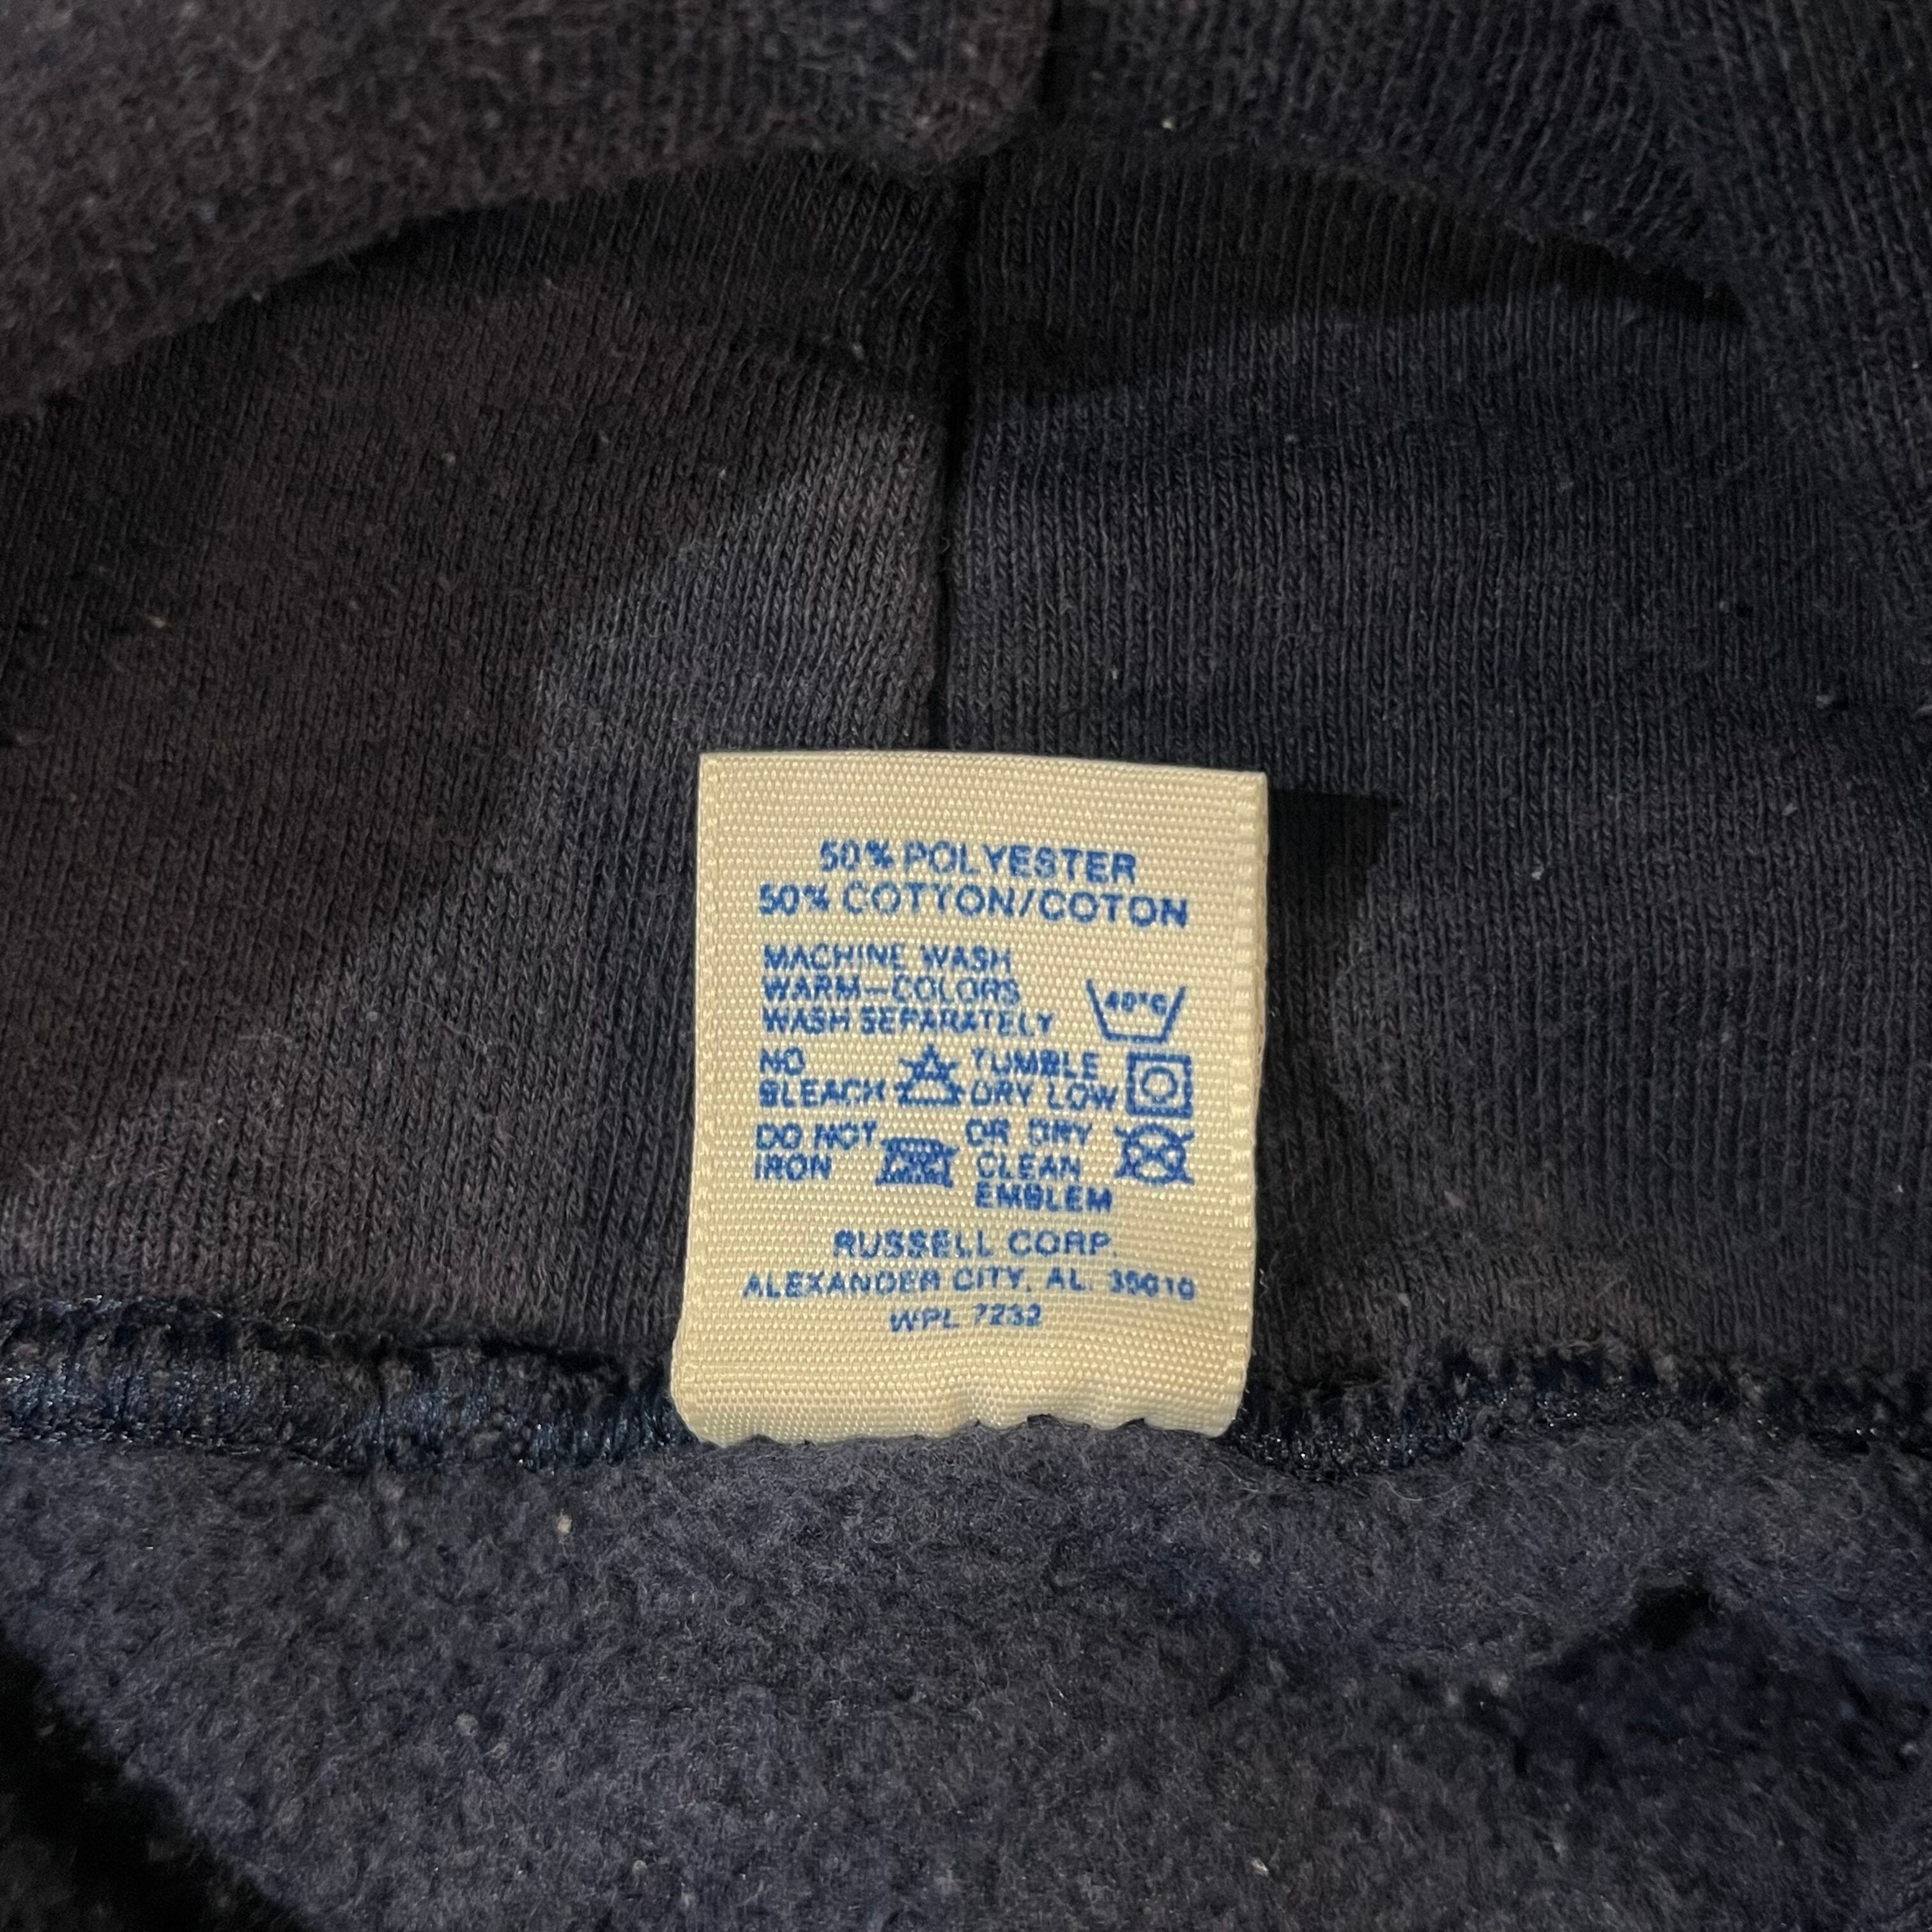 50% POLYESTER
50% COTTON/COTON
MACHINE WASH
WARM—COLORS
WASH SEPARATELY
40°C
NO
BLEACH
TUMBLE
DRY LOW
DO NOT
IRON
OR DRY
CLEAN
EMBLEM
RUSSELL CORP.
ALEXANDER CITY, AL. 35010
WPL 7232